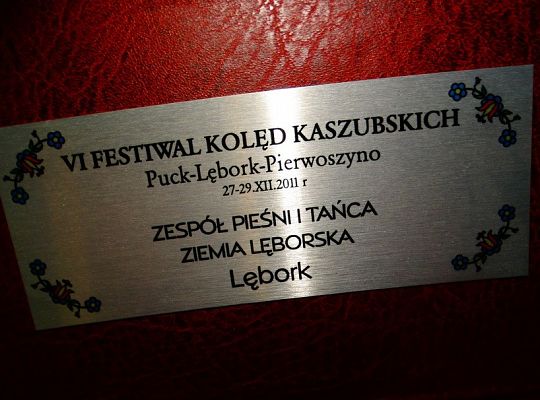 VI FESTIWAL KOLĘD KASZUBSKICH
Puck-Lębork-Pierwoszyno
27-29.XII.2011 r
ZESPÓŁ PIEŚNI I TAŃCA
ZIEMIA LĘBORSKA
Lębork